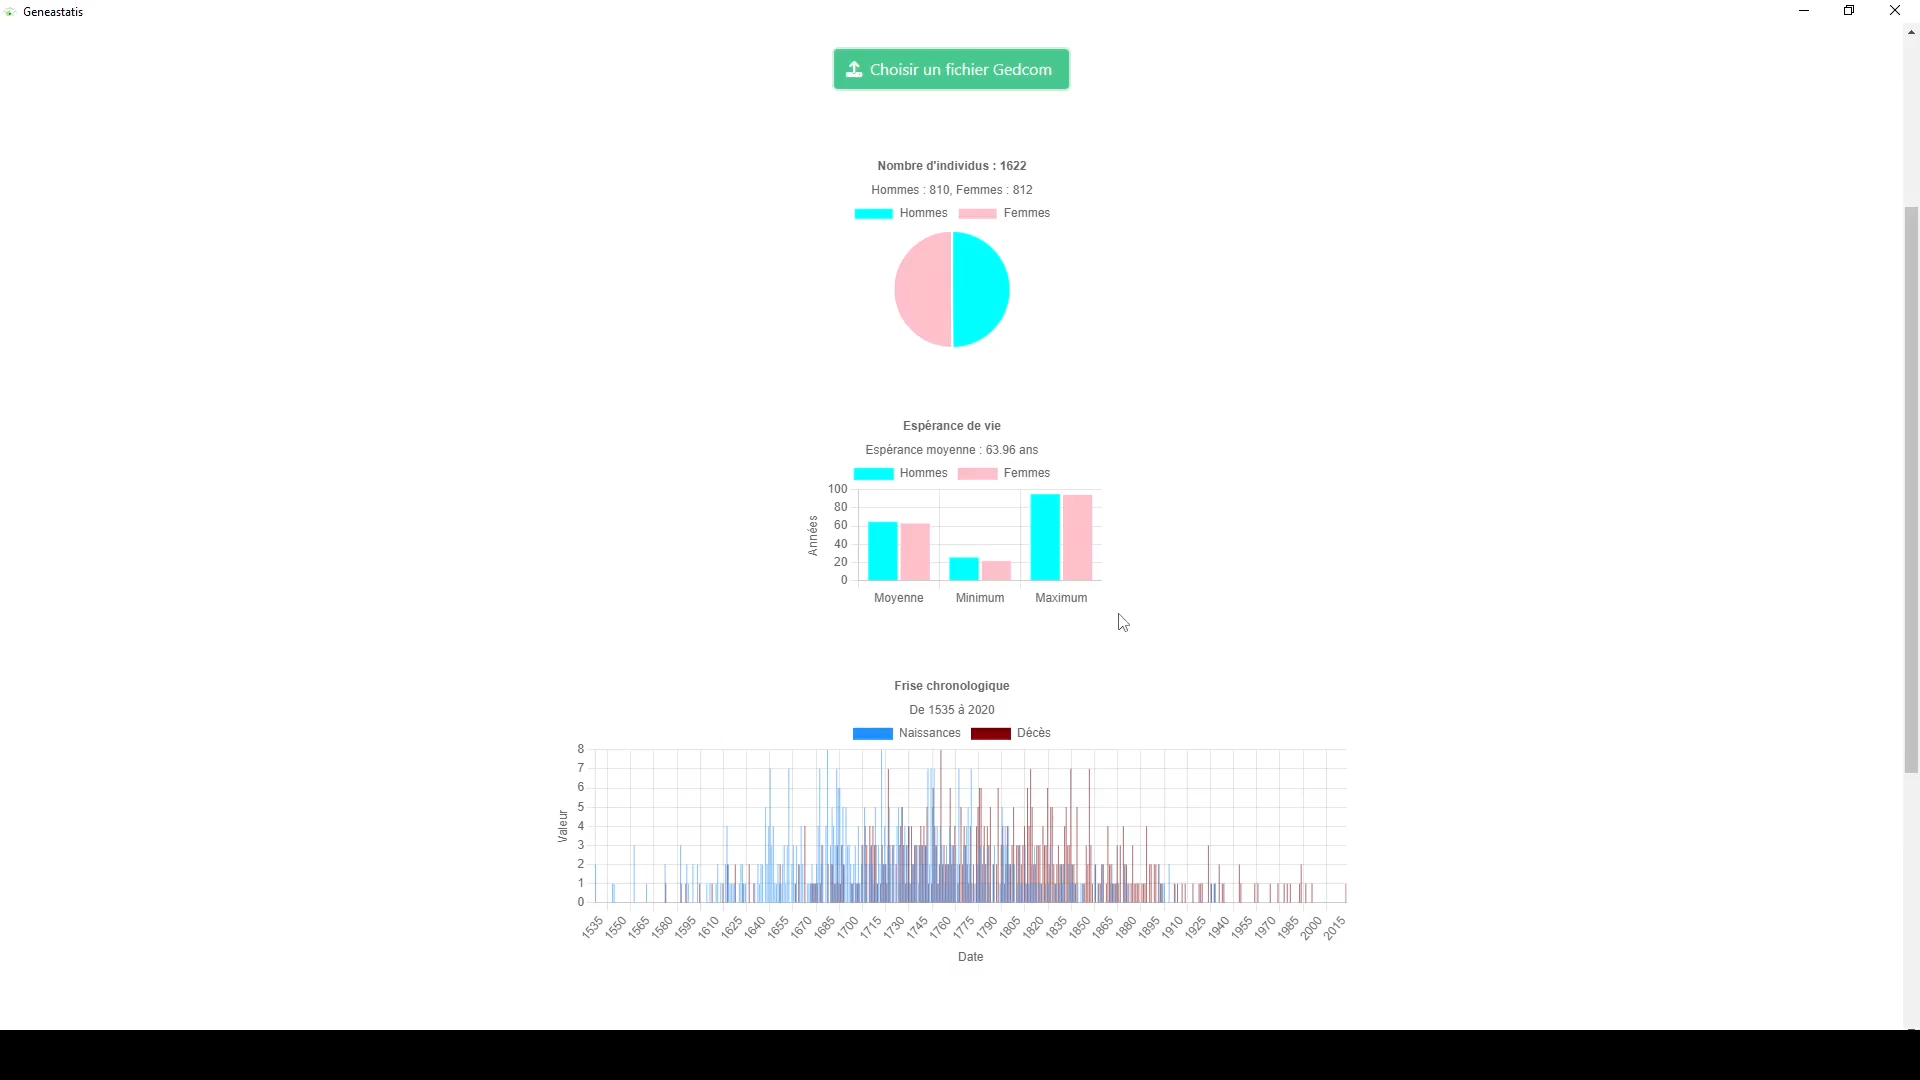 Geneastatis
Choisir un fichier Gedcom
Nombre d'individus : 1622
Hommes : 810, Femmes : 812
Hommes Femmes
Espérance de vie
Espérance moyenne : 63.96 ans
Hommes Femmes
Années
100
80
60
40
20
0
Moyenne Minimum Maximum
Frise chronologique
De 1535 à 2020
Naissances Décès
Valeur
8
7
6
5
4
3
2
1
0
1535 1550 1565 1580 1595 1610 1625 1640 1655 1670 1685 1700 1715 1730 1745 1760 1775 1790 1805 1820 1835 1850 1865 1880 1895 1910 1925 1940 1955 1970 1985 2000 2015
Date